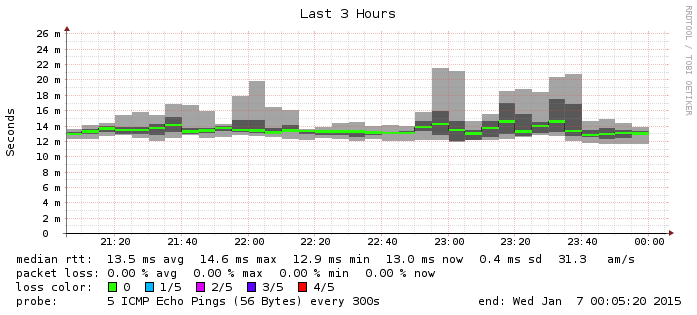 Last 3 Hours
RRDTOOL / TOBI OETIKER
Seconds
26 m
24 m
22 m
20 m
18 m
16 m
14 m
12 m
10 m
8 m
6 m
4 m
2 m
0
21:20 21:40 22:00 22:20 22:40 23:00 23:20 23:40 00:00
median rtt: 13.5 ms avg 14.6 ms max 12.9 ms min 13.0 ms now 0.4 ms sd 31.3 am/s
packet loss: 0.00 % avg 0.00 % max 0.00 % min 0.00 % now
loss color: 0 1/5 2/5 3/5 4/5
probe: 5 ICMP Echo Pings (56 Bytes) every 300s end: Wed Jan 7 00:05:20 2015